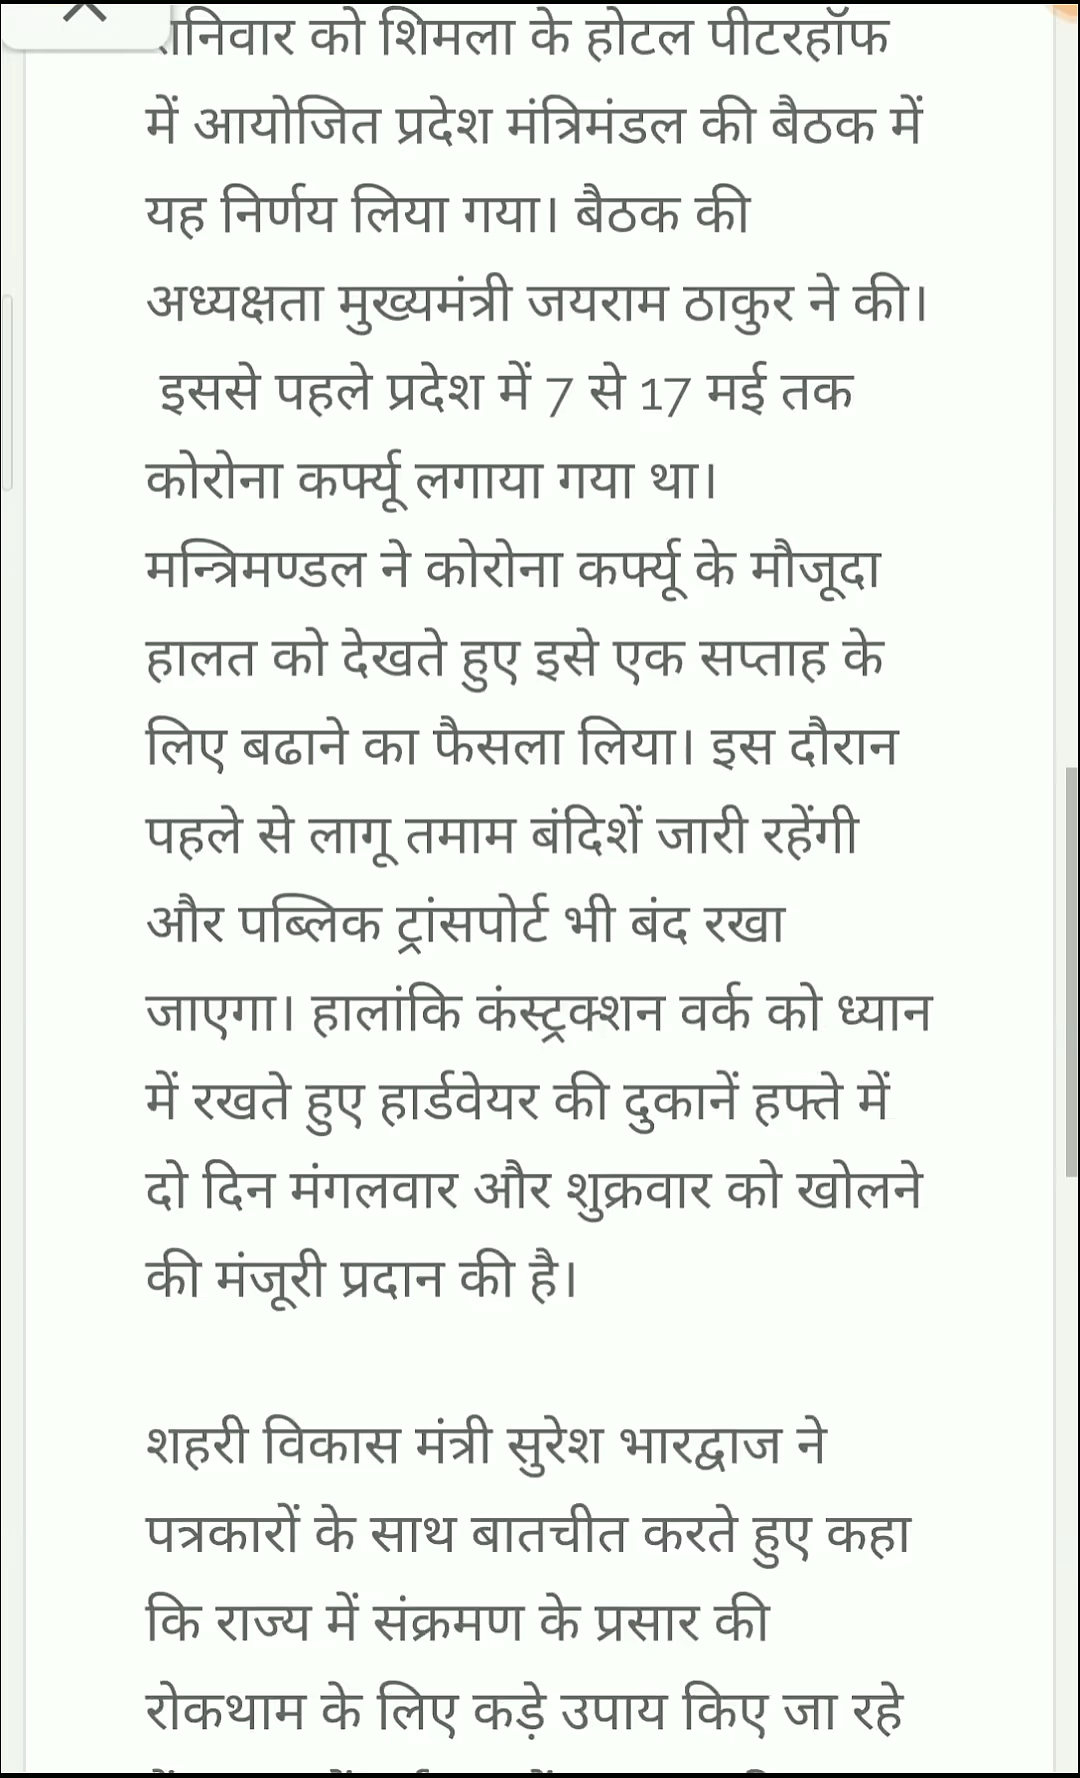 शनिवार को शिमला के होटल पीटरहॉफ
में आयोजित प्रदेश मंत्रिमंडल की बैठक में
यह निर्णय लिया गया। बैठक की
अध्यक्षता मुख्यमंत्री जयराम ठाकुर ने की।
इससे पहले प्रदेश में 7 से 17 मई तक
कोरोना कर्फ्यू लगाया गया था।
मन्त्रिमण्डल ने कोरोना कर्फ्यू के मौजूदा
हालत को देखते हुए इसे एक सप्ताह के
लिए बढाने का फैसला लिया। इस दौरान
पहले से लागू तमाम बंदिशें जारी रहेंगी
और पब्लिक ट्रांसपोर्ट भी बंद रखा
जाएगा। हालांकि कंस्ट्रक्शन वर्क को ध्यान
में रखते हुए हार्डवेयर की दुकानें हफ्ते में
दो दिन मंगलवार और शुक्रवार को खोलने
की मंजूरी प्रदान की है।
शहरी विकास मंत्री सुरेश भारद्वाज ने
पत्रकारों के साथ बातचीत करते हुए कहा
कि राज्य में संक्रमण के प्रसार की
रोकथाम के लिए कड़े उपाय किए जा रहे